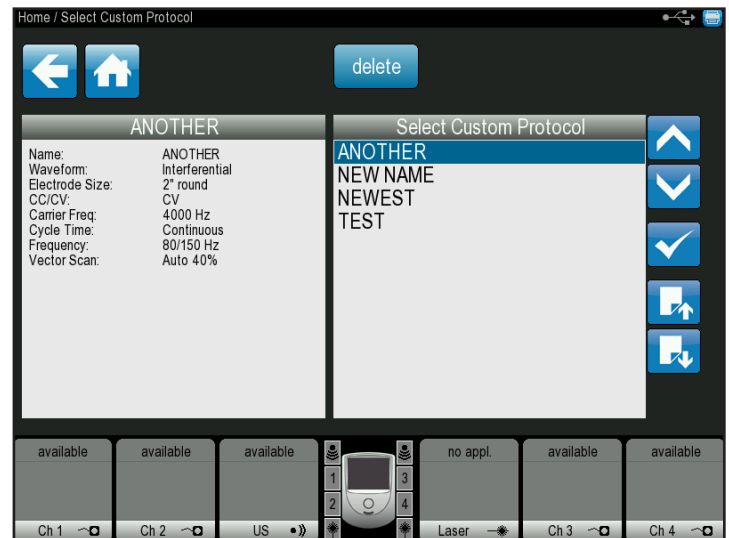 Home / Select Custom Protocol
delete
ANOTHER
Name: ANOTHER
Waveform: Interferential
Electrode Size: 2" round
CC/CV: CV
Carrier Freq: 4000 Hz
Cycle Time: Continuous
Frequency: 80/150 Hz
Vector Scan: Auto 40%
Select Custom Protocol
ANOTHER
NEW NAME
NEWEST
TEST
available
available
available
no appl.
available
available
1
3
2
4
Ch 1
Ch 2
US
Laser
Ch 3
Ch 4